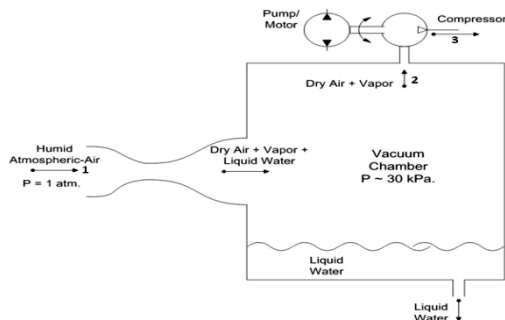 Pump/
Motor
Compressor
3
2
Dry Air + Vapor
Humid
Atmospheric-Air
1
P = 1 atm.
Dry Air + Vapor +
Liquid Water
Vacuum
Chamber
P ~ 30 kPa.
Liquid
Water
Liquid
Water